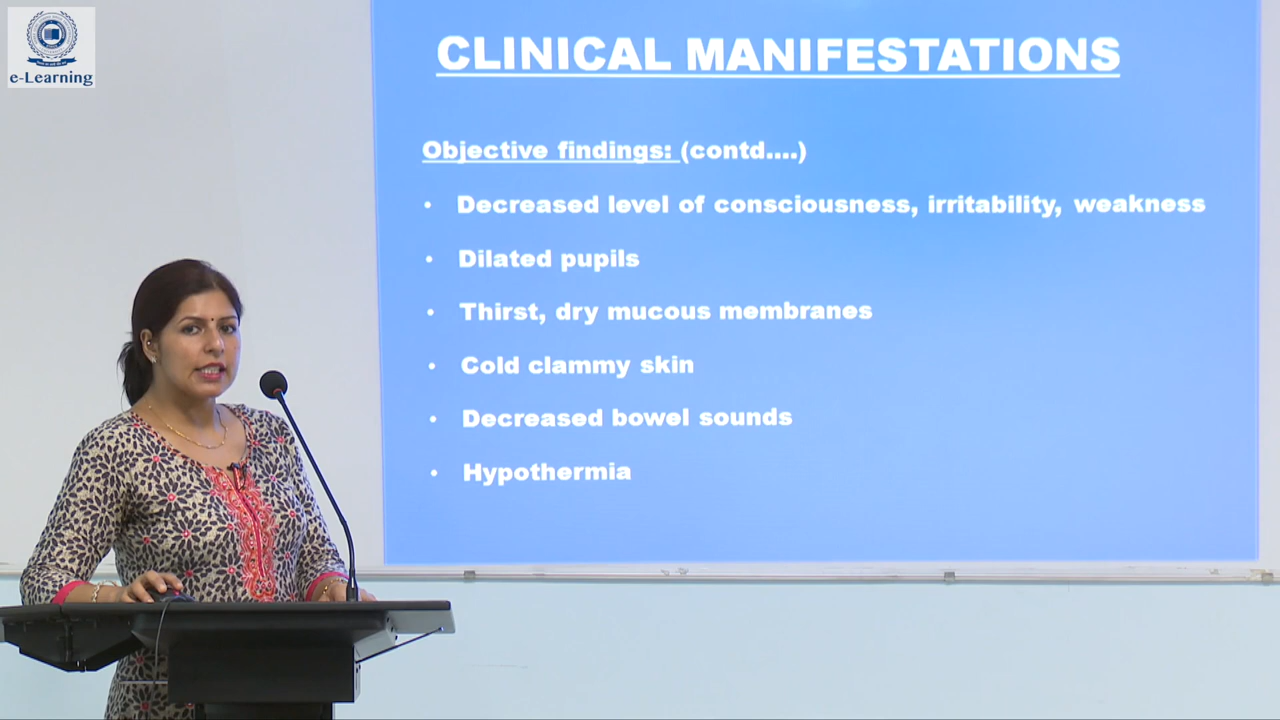 e-Learning
CLINICAL MANIFESTATIONS
Objective findings: (contd....)
• Decreased level of consciousness, irritability, weakness
• Dilated pupils
• Thirst, dry mucous membranes
• Cold clammy skin
• Decreased bowel sounds
• Hypothermia